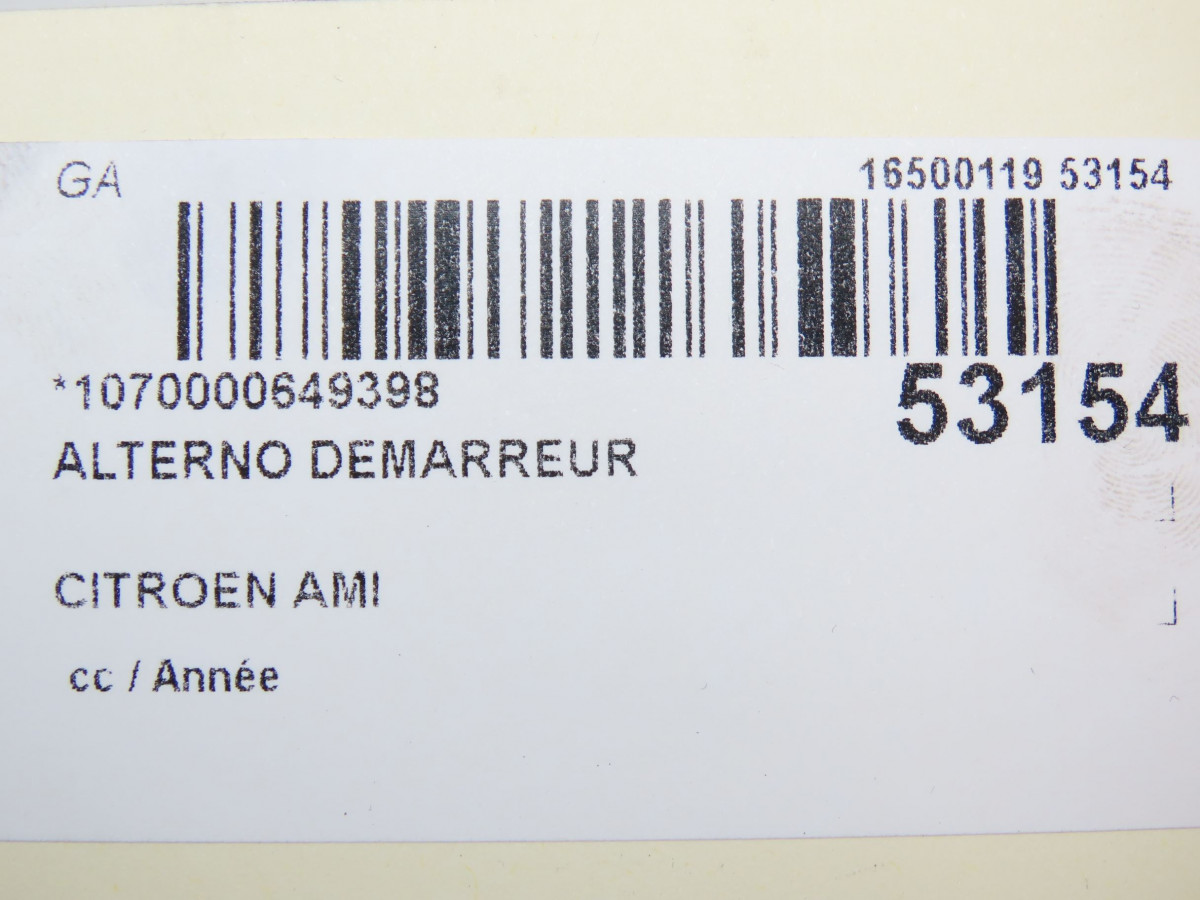 GA
16500119 53154
*1070000649398
53154
ALTERNO DEMARREUR
CITROEN AMI
cc / Année